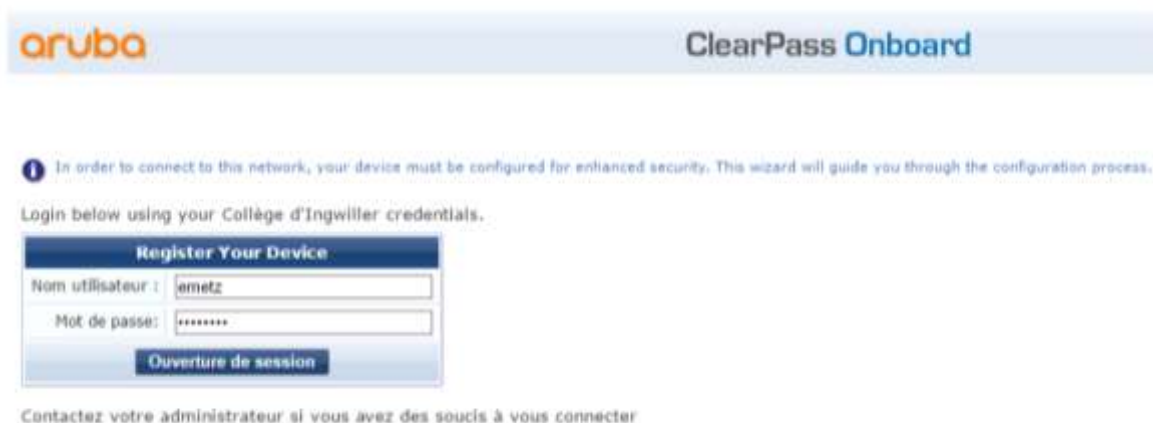 aruba ClearPass Onboard
In order to connect to this network, your device must be configured for enhanced security. This wizard will guide you through the configuration process.
Login below using your Collège d'Ingwiller credentials.
Register Your Device
Nom utilisateur : emetz
Mot de passe: ••••••••
Ouverture de session
Contactez votre administrateur si vous avez des soucis à vous connecter